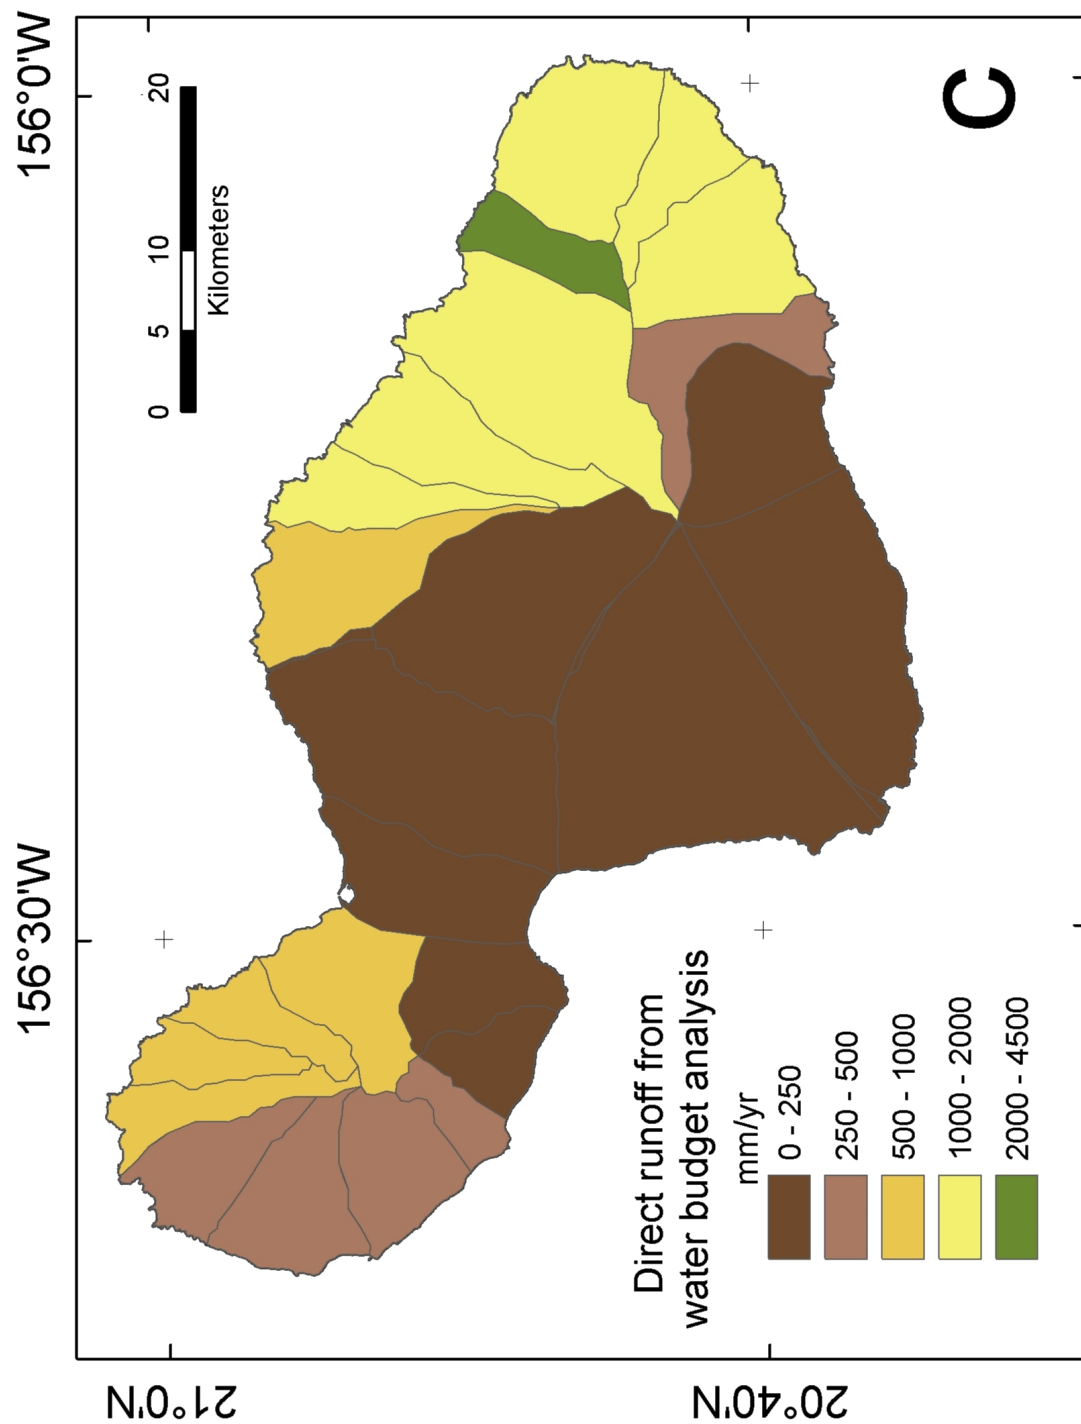 156°30'W
156°0'W
21°0'N
20°40'N
0 5 10 20
Kilometers
Direct runoff from
water budget analysis
mm/yr
0 - 250
250 - 500
500 - 1000
1000 - 2000
2000 - 4500
C